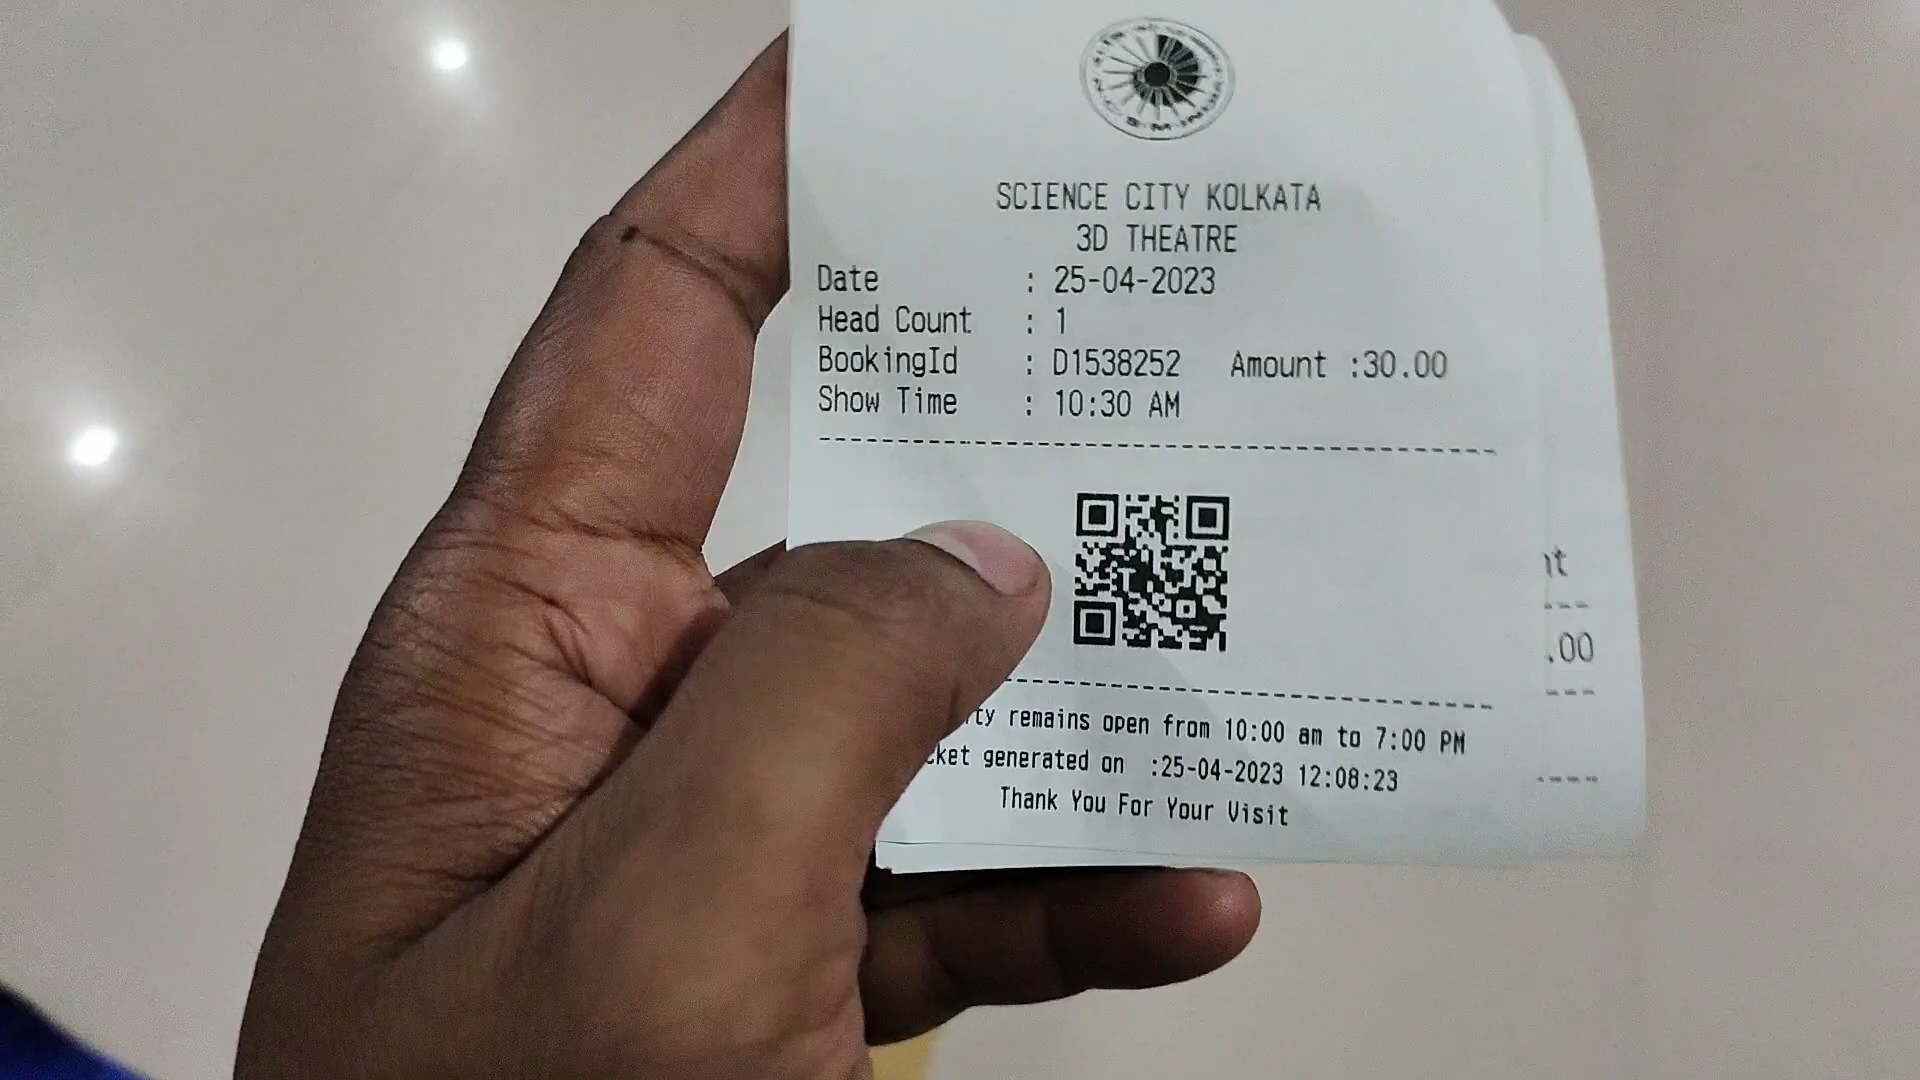 SCIENCE CITY KOLKATA
3D THEATRE
Date : 25-04-2023
Head Count : 1
BookingId : D1538252 Amount :30.00
Show Time : 10:30 AM
remains open from 10:00 am to 7:00 PM
generated on :25-04-2023 12:08:23
Thank You For Your Visit
.00